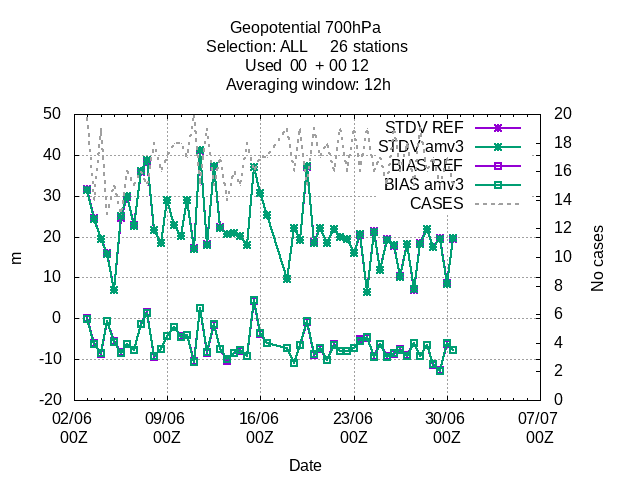 Geopotential 700hPa
Selection: ALL 26 stations
Used 00 + 00 12
Averaging window: 12h
50 20
STDV REF
18
STDV amv3
40
16
BIAS REF
BIAS amv3
30 14
CASES
12
20
10
10
8
0 6
4
-10
2
-20 0
m
No cases
02/06 09/06 16/06 23/06 30/06 07/07
00Z 00Z 00Z 00Z 00Z 00Z
Date